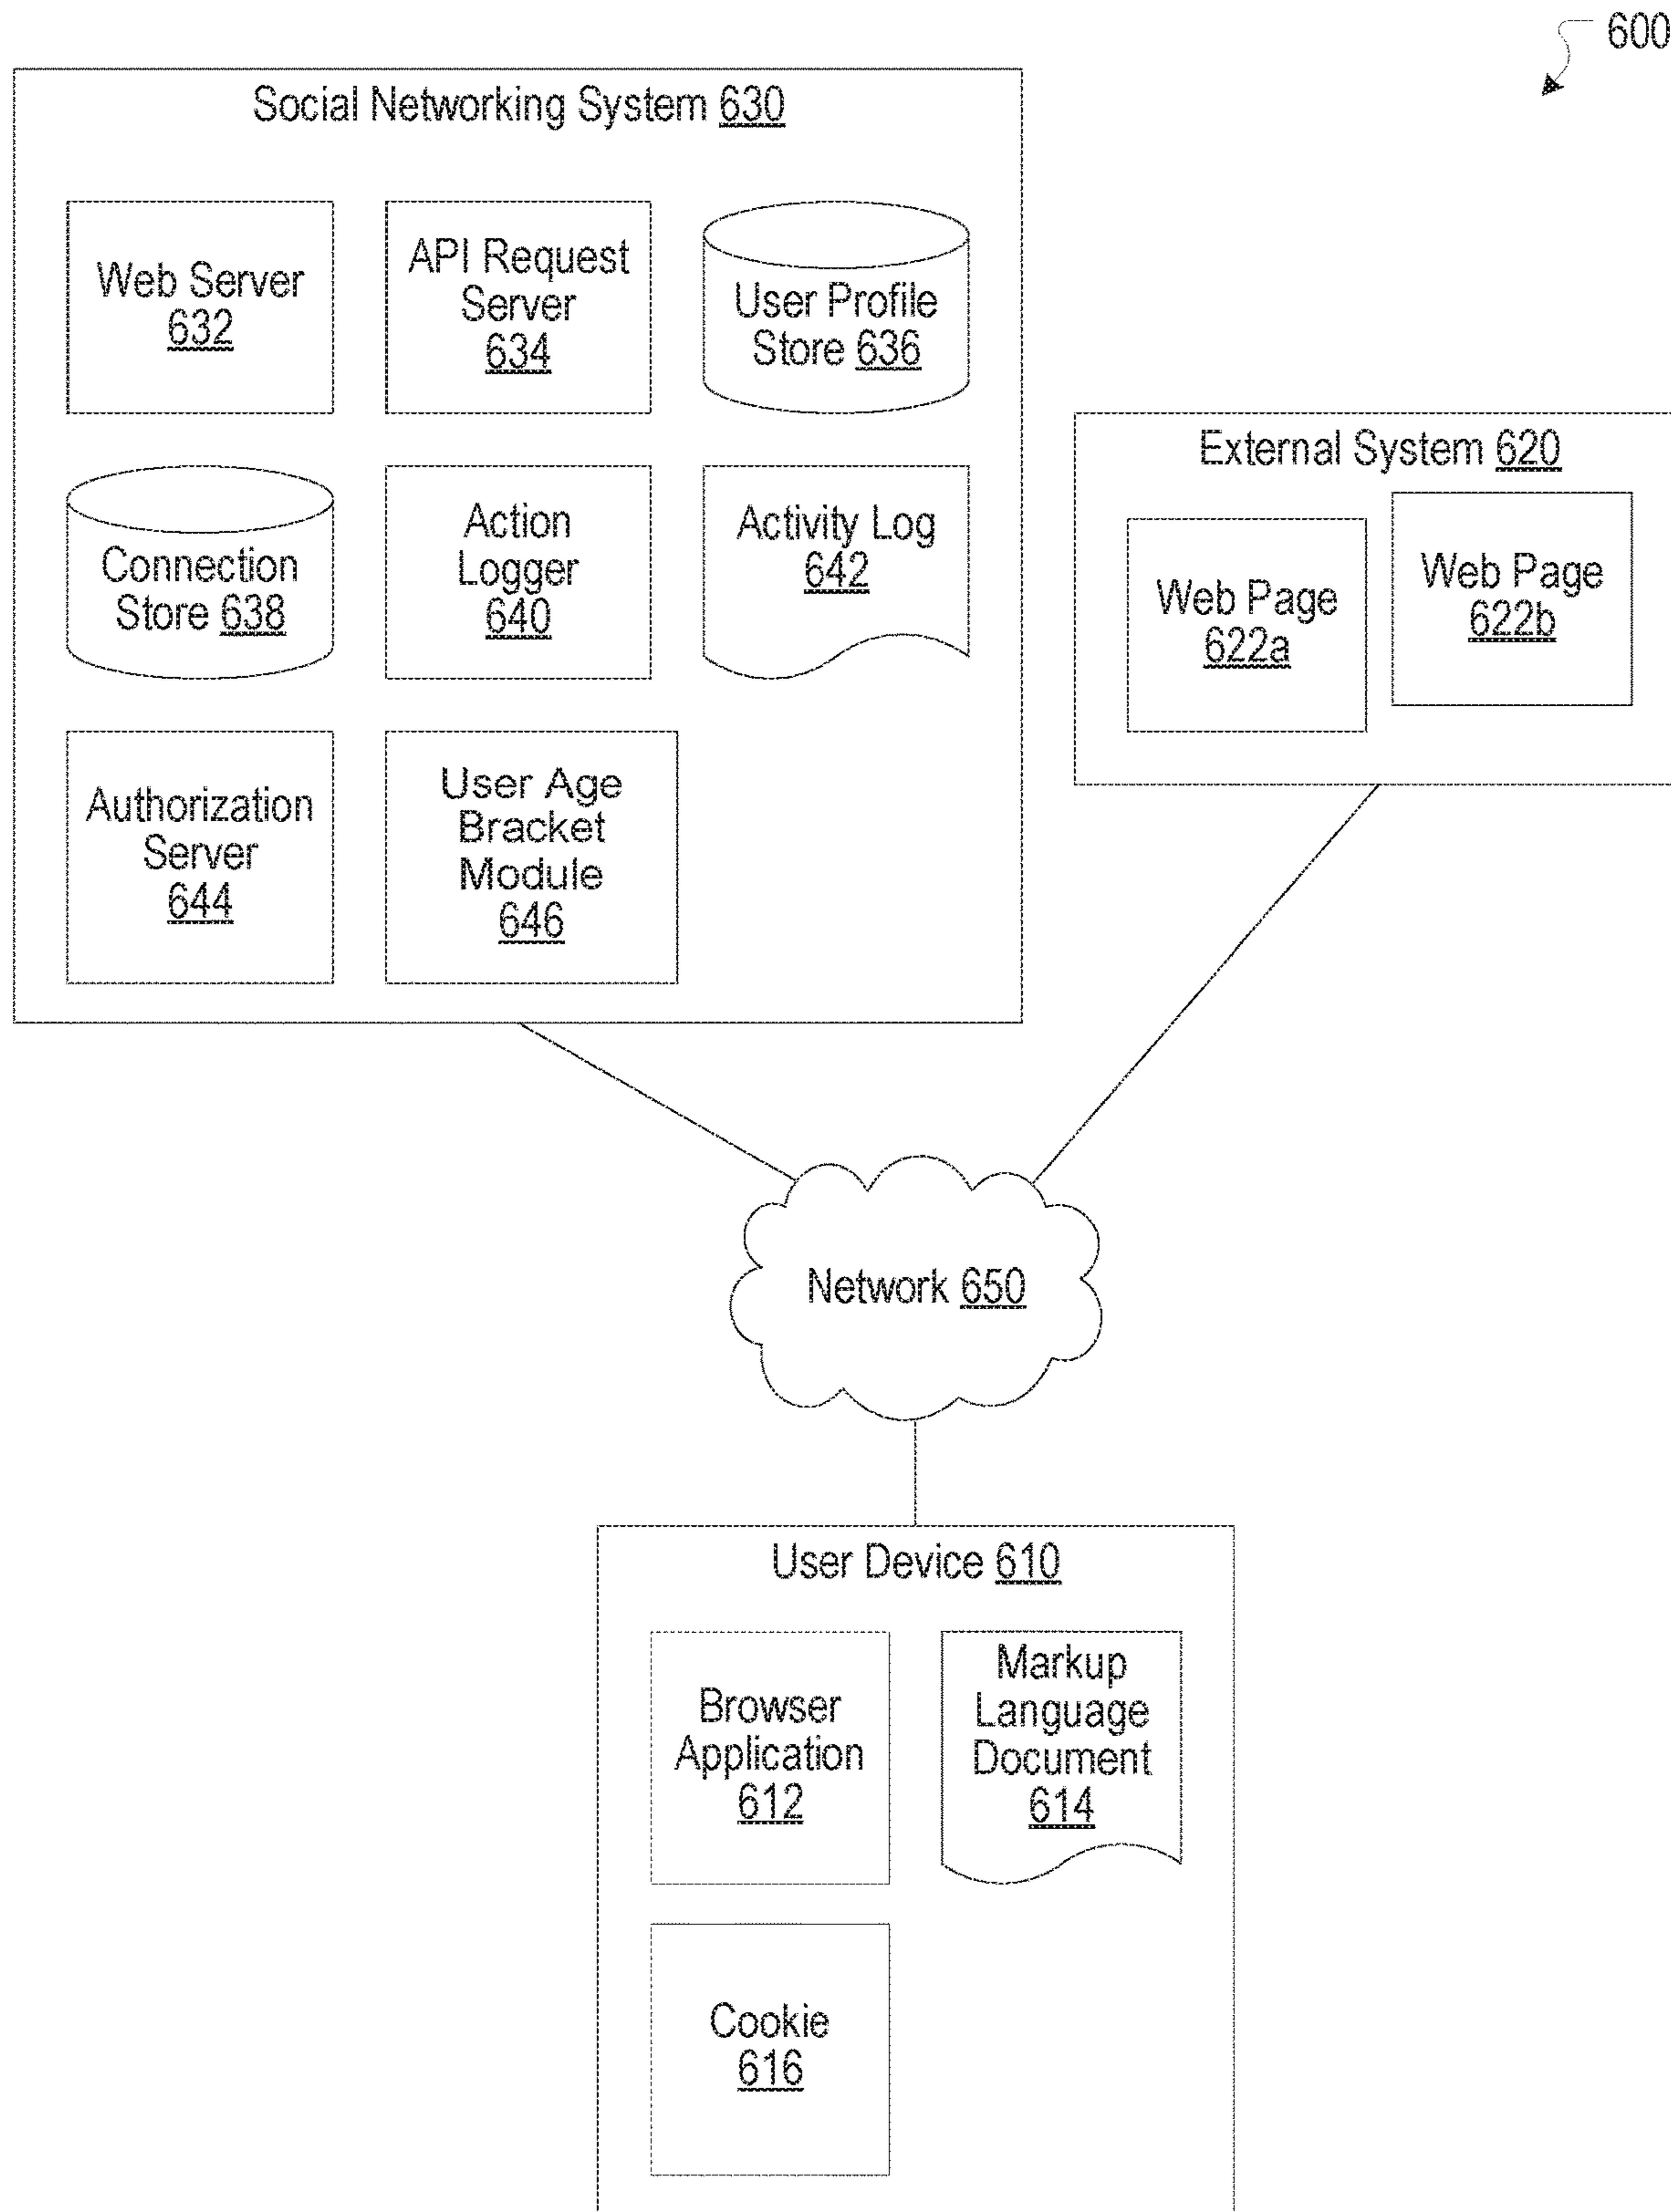 600
Social Networking System 630
Web Server
632
API Request
Server
634
User Profile
Store 636
Connection
Store 638
Action
Logger
640
Activity Log
642
Authorization
Server
644
User Age
Bracket
Module
646
External System 620
Web Page
622a
Web Page
622b
Network 650
User Device 610
Browser
Application
612
Markup
Language
Document
614
Cookie
616